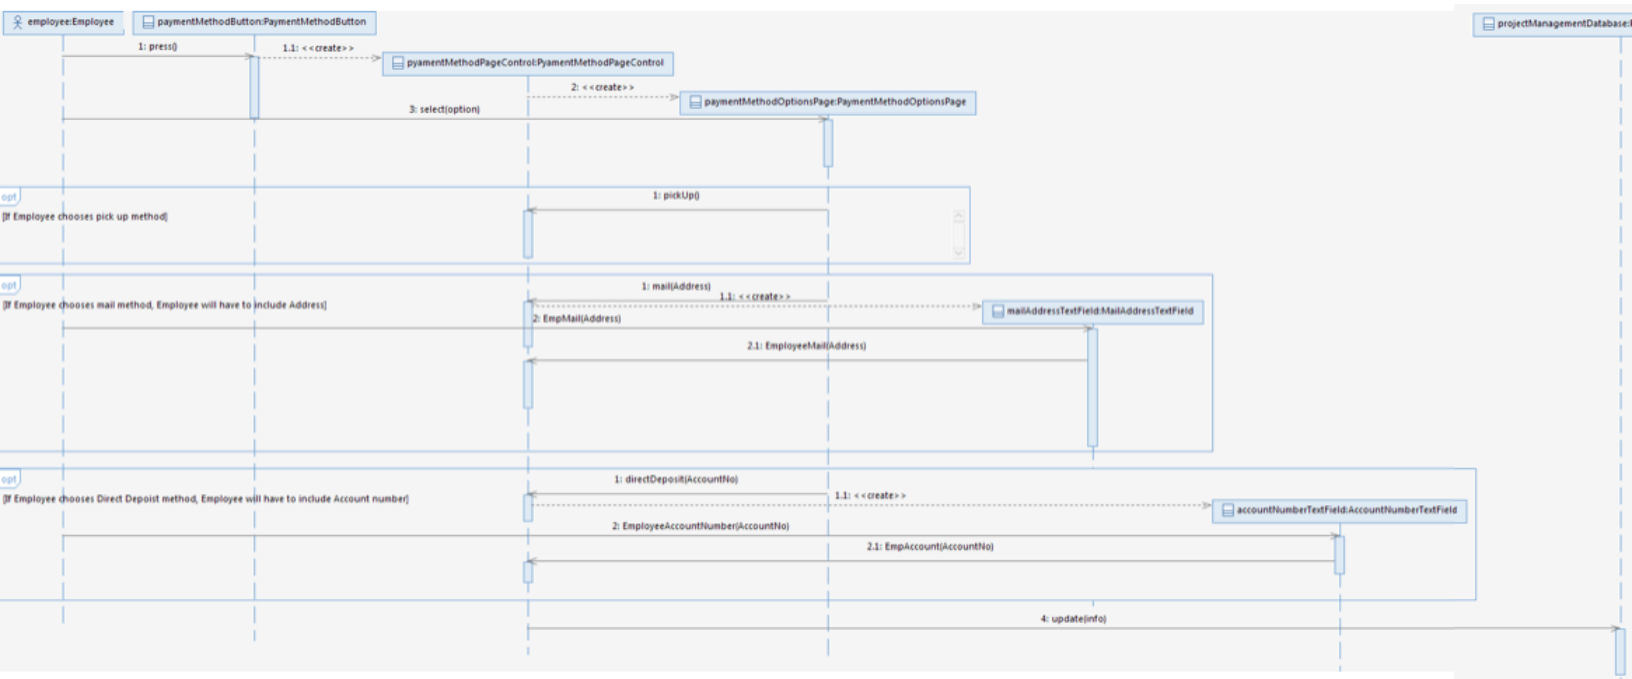 employee:Employee
paymentMethodButton:PaymentMethodButton
projectManagementDatabase:
1: press()
1.1: <<create>>
pyamentMethodPageControl:PyamentMethodPageControl
2: <<create>>
paymentMethodOptionsPage:PaymentMethodOptionsPage
3: select(option)
opt
1: pickUp()
[If Employee chooses pick up method]
opt
1: mail(Address)
1.1: <<create>>
[If Employee chooses mail method, Employee will have to include Address]
mailAddressTextField:MailAddressTextField
2: EmpMail(Address)
2.1: EmployeeMail(Address)
opt
1: directDeposit(AccountNo)
1.1: <<create>>
[If Employee chooses Direct Depoist method, Employee will have to include Account number]
accountNumberTextField:AccountNumberTextField
2: EmployeeAccountNumber(AccountNo)
2.1: EmpAccount(AccountNo)
4: update(info)